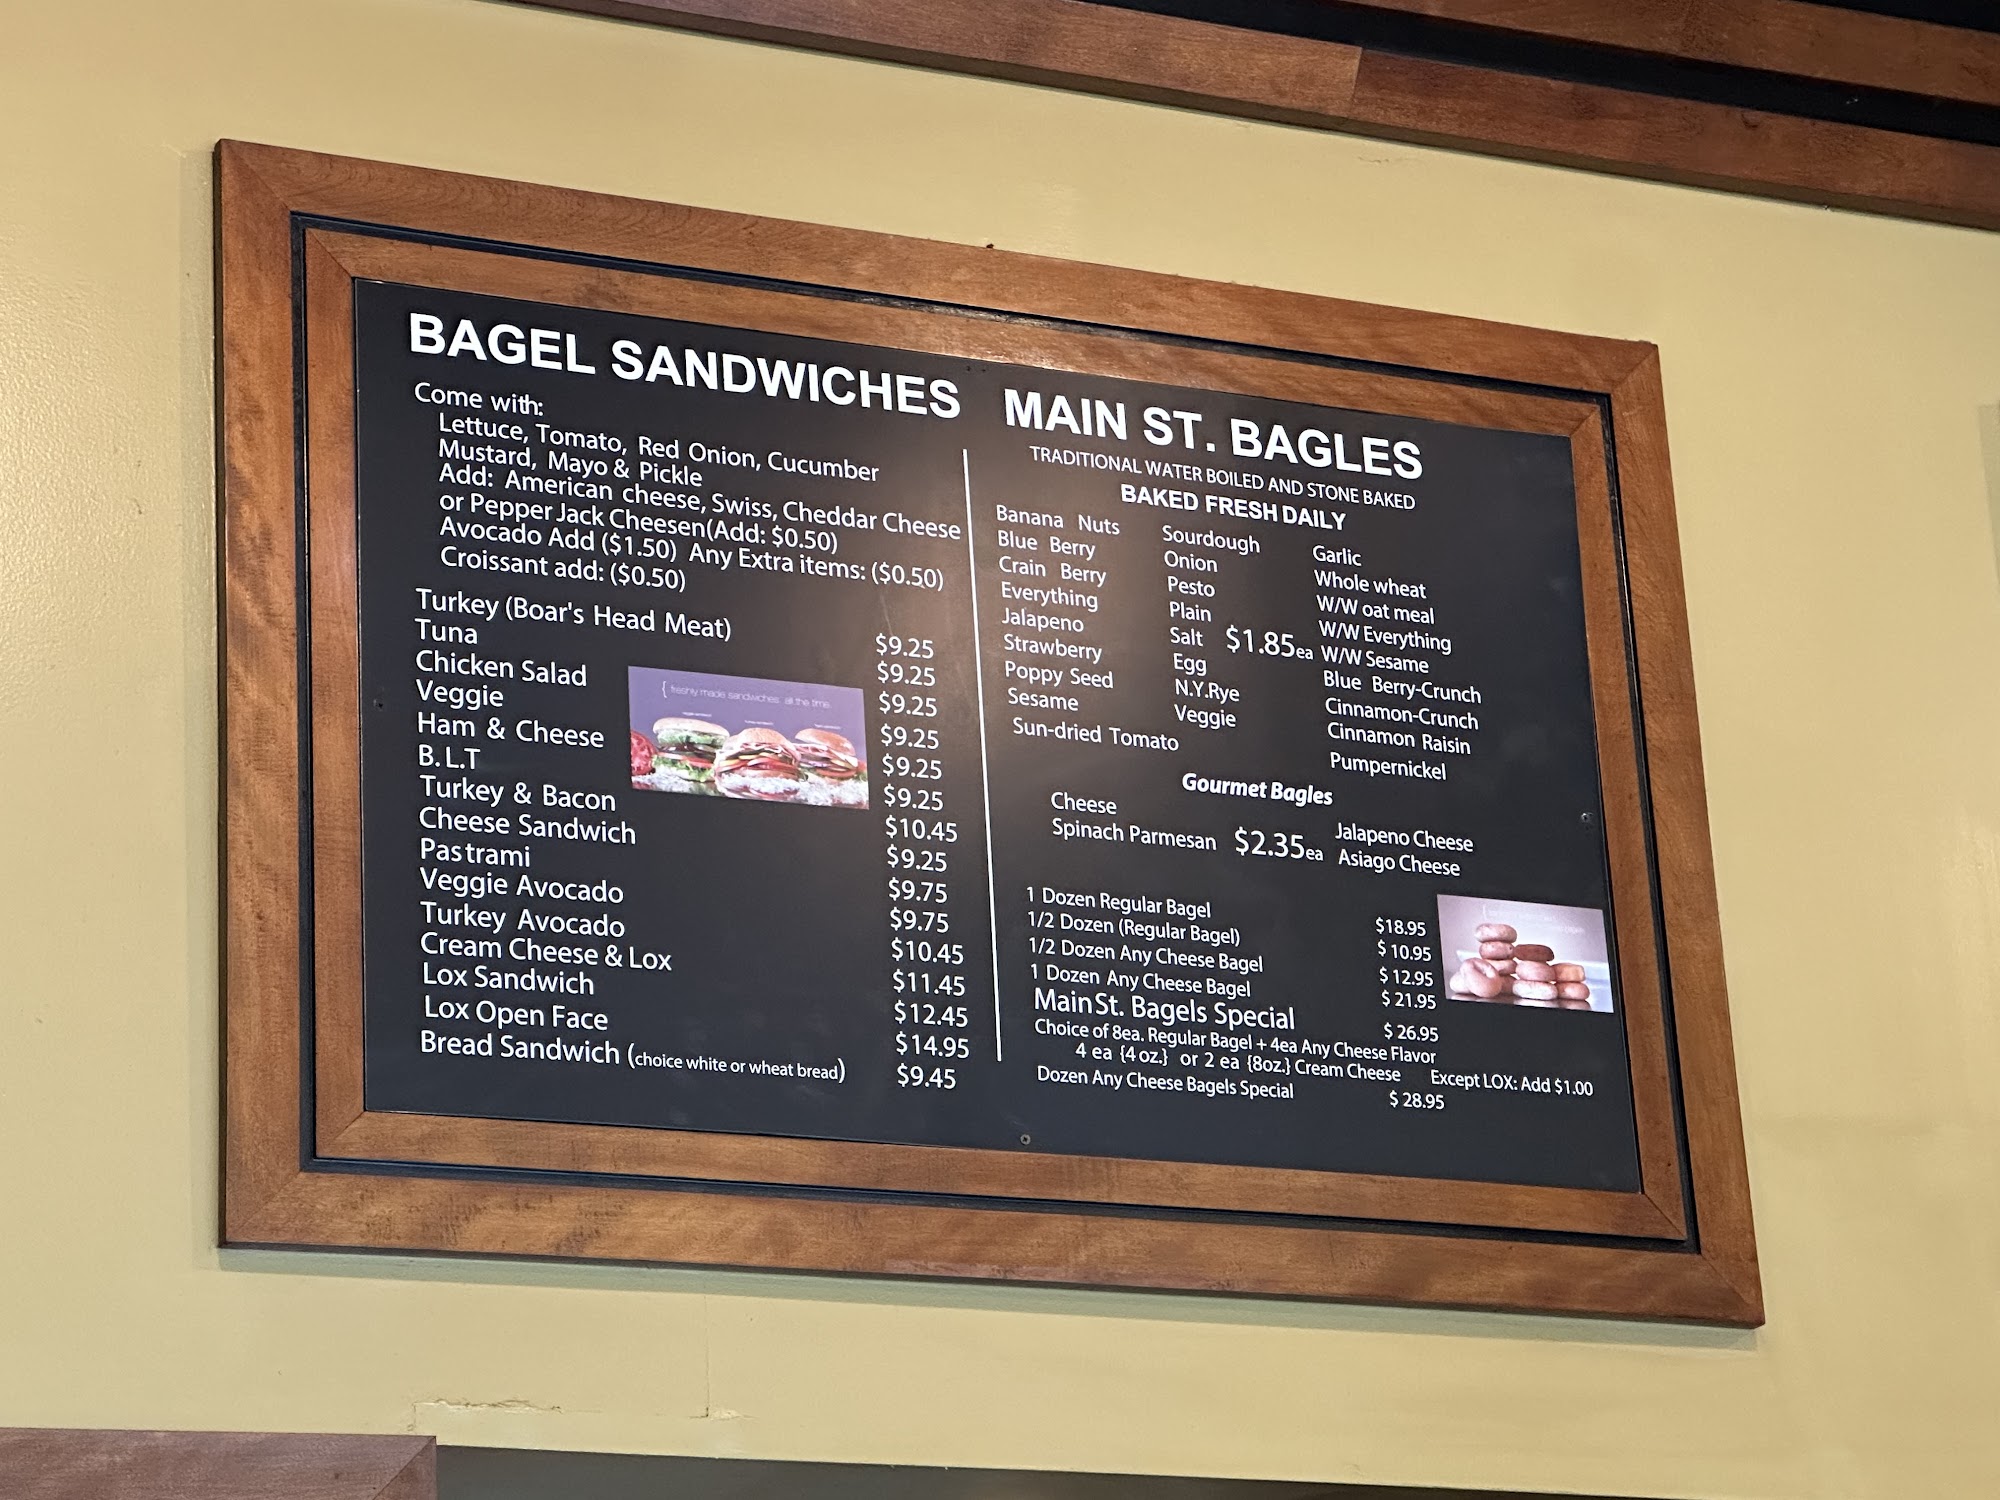 BAGEL SANDWICHES
Come with:
Lettuce, Tomato, Red Onion, Cucumber
Mustard, Mayo & Pickle
Add: American cheese, Swiss, Cheddar Cheese
or Pepper Jack Cheesen(Add: $0.50)
Avocado Add ($1.50) Any Extra items: ($0.50)
Croissant add: ($0.50)
Turkey (Boar's Head Meat) $9.25
Tuna $9.25
Chicken Salad $9.25
Veggie $9.25
Ham & Cheese $9.25
B.L.T $9.25
Turkey & Bacon $10.45
Cheese Sandwich $9.25
Pastrami $9.75
Veggie Avocado $9.75
Turkey Avocado $10.45
Cream Cheese & Lox $11.45
Lox Sandwich $12.45
Lox Open Face $14.95
Bread Sandwich (choice white or wheat bread) $9.45
{ freshly made sandwiches all the time.
MAIN ST. BAGLES
TRADITIONAL WATER BOILED AND STONE BAKED
BAKED FRESH DAILY
Banana Nuts
Blue Berry
Crain Berry
Everything
Jalapeno
Strawberry
Poppy Seed
Sesame
Sun-dried Tomato
Sourdough
Onion
Pesto
Plain
Salt
Egg
N.Y.Rye
Veggie
$1.85ea
Garlic
Whole wheat
W/W oat meal
W/W Everything
W/W Sesame
Blue Berry-Crunch
Cinnamon-Crunch
Cinnamon Raisin
Pumpernickel
Gourmet Bagles
Cheese
Spinach Parmesan
$2.35ea
Jalapeno Cheese
Asiago Cheese
1 Dozen Regular Bagel $18.95
1/2 Dozen (Regular Bagel) $ 10.95
1/2 Dozen Any Cheese Bagel $ 12.95
1 Dozen Any Cheese Bagel $ 21.95
Main St. Bagels Special $ 26.95
Choice of 8ea. Regular Bagel + 4ea Any Cheese Flavor
4 ea {4 oz.} or 2 ea {8oz.} Cream Cheese Except LOX: Add $1.00
Dozen Any Cheese Bagels Special $ 28.95